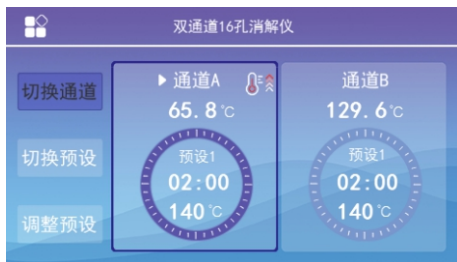 双通道16孔消解仪
切换通道
切换预设
调整预设
通道A
65.8℃
预设1
02:00
140℃
通道B
129.6℃
预设1
02:00
140℃